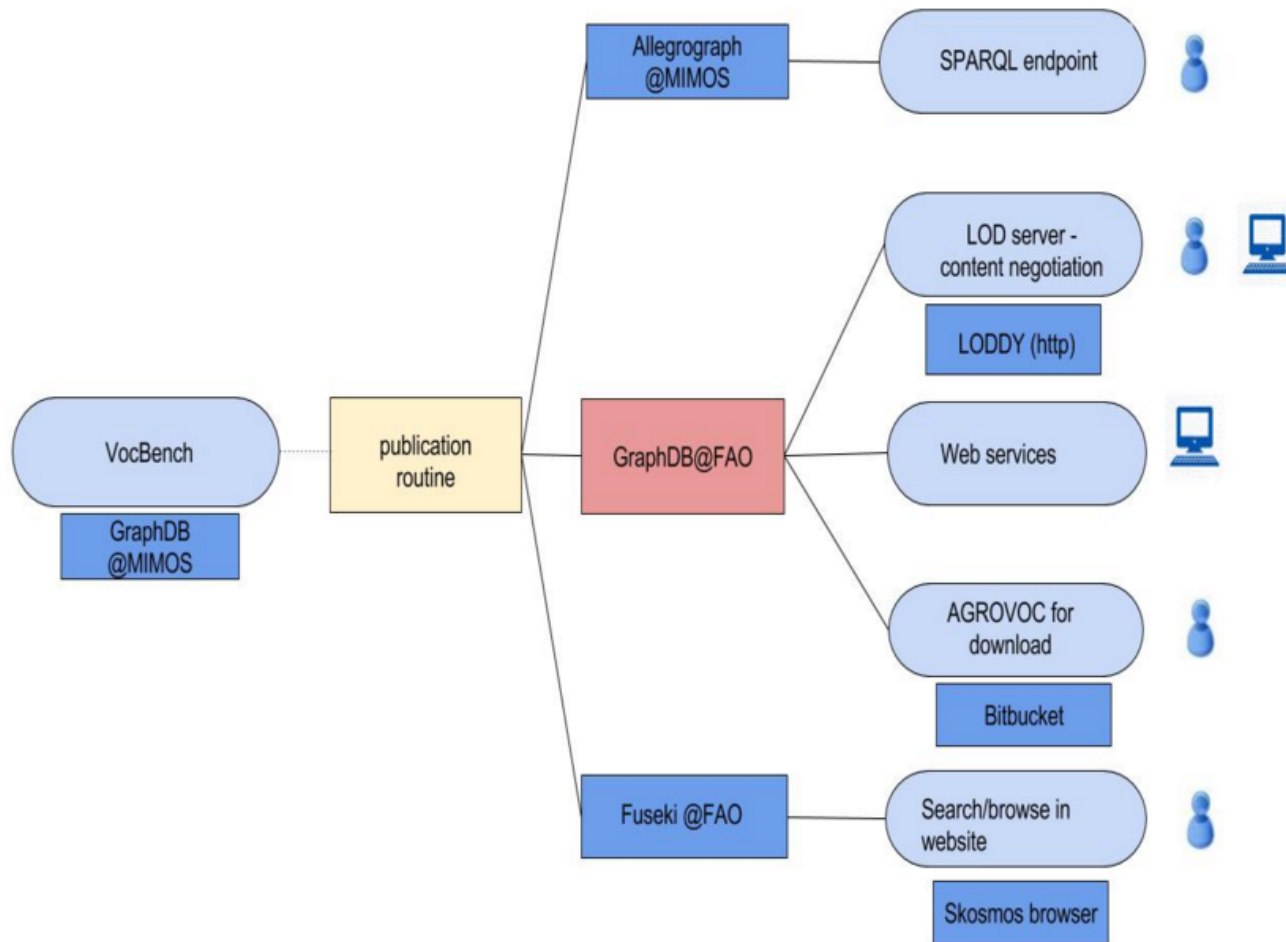 Allegrograph
@MIMOS
SPARQL endpoint
LOD server -
content negotiation
LODDY (http)
VocBench
GraphDB
@MIMOS
publication
routine
GraphDB@FAO
Web services
AGROVOC for
download
Bitbucket
Fuseki @FAO
Search/browse in
website
Skosmos browser